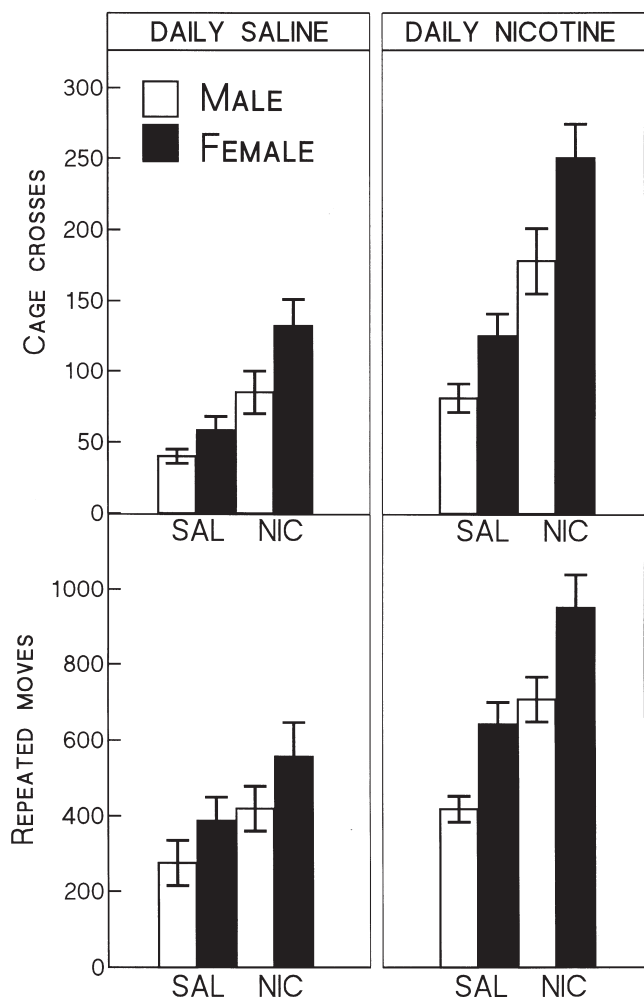 DAILY SALINE
DAILY NICOTINE
MALE
FEMALE
CAGE CROSSES
300
250
200
150
100
50
0
SAL NIC
SAL NIC
REPEATED MOVES
1000
800
600
400
200
0
SAL NIC
SAL NIC